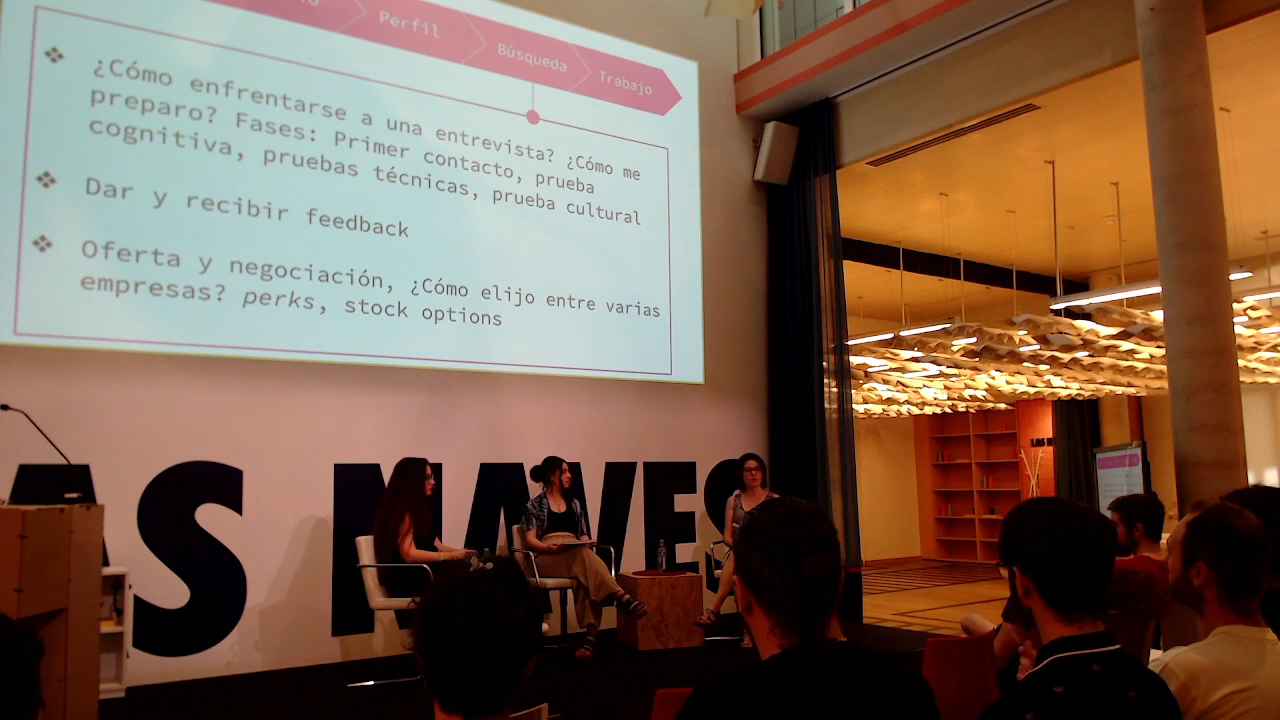 Perfil
Búsqueda
Trabajo
❖ ¿Cómo enfrentarse a una entrevista? ¿Cómo me
preparo? Fases: Primer contacto, prueba
cognitiva, pruebas técnicas, prueba cultural
❖ Dar y recibir feedback
❖ Oferta y negociación, ¿Cómo elijo entre varias
empresas? perks, stock options
AS NAVES